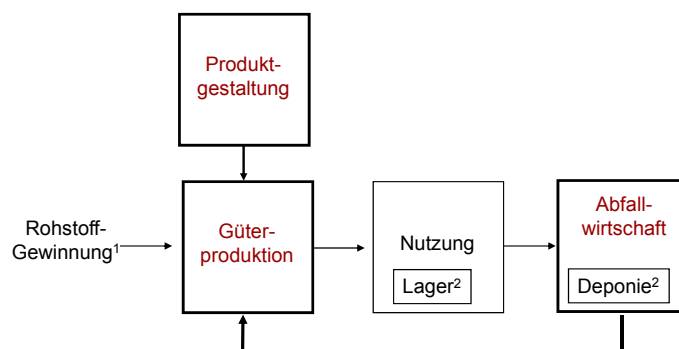 Produkt-
gestaltung
Rohstoff-
Gewinnung¹
Güter-
produktion
Nutzung
Lager²
Abfall-
wirtschaft
Deponie²